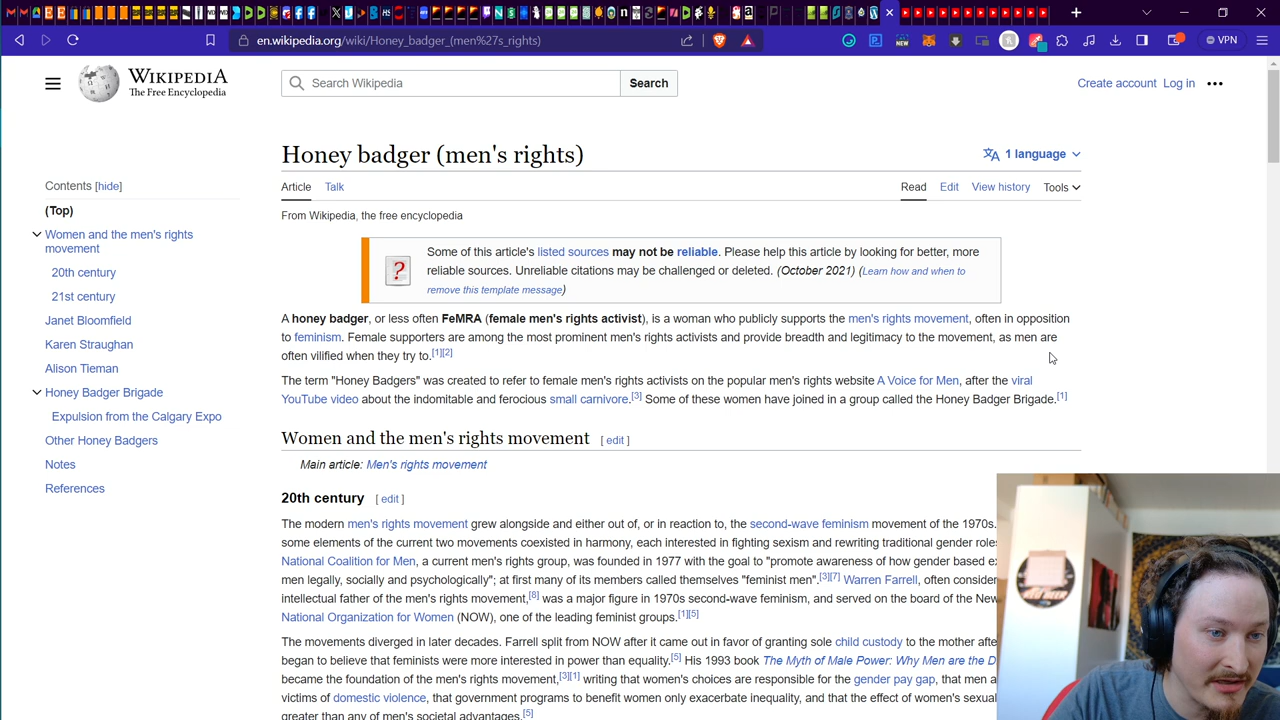 en.wikipedia.org/wiki/Honey_badger_(men%27s_rights)
NEW
VPN
WIKIPEDIA
The Free Encyclopedia
Search Wikipedia
Search
Create account Log in
Honey badger (men's rights)
1 language
Article Talk
Read Edit View history Tools
From Wikipedia, the free encyclopedia
Contents [hide]
(Top)
Women and the men's rights
movement
20th century
21st century
Janet Bloomfield
Karen Straughan
Alison Tieman
Honey Badger Brigade
Expulsion from the Calgary Expo
Other Honey Badgers
Notes
References
Some of this article's listed sources may not be reliable. Please help this article by looking for better, more
reliable sources. Unreliable citations may be challenged or deleted. (October 2021) (Learn how and when to
remove this template message)
A honey badger, or less often FeMRA (female men's rights activist), is a woman who publicly supports the men's rights movement, often in opposition
to feminism. Female supporters are among the most prominent men's rights activists and provide breadth and legitimacy to the movement, as men are
often vilified when they try to.[1][2]
The term "Honey Badgers" was created to refer to female men's rights activists on the popular men's rights website A Voice for Men, after the viral
YouTube video about the indomitable and ferocious small carnivore.[3] Some of these women have joined in a group called the Honey Badger Brigade.[1]
Women and the men's rights movement [ edit ]
Main article: Men's rights movement
20th century [ edit ]
The modern men's rights movement grew alongside and either out of, or in reaction to, the second-wave feminism movement of the 1970s.
some elements of the current two movements coexisted in harmony, each interested in fighting sexism and rewriting traditional gender roles
National Coalition for Men, a current men's rights group, was founded in 1977 with the goal to "promote awareness of how gender based ex
men legally, socially and psychologically"; at first many of its members called themselves "feminist men".[3][7] Warren Farrell, often consider
intellectual father of the men's rights movement,[8] was a major figure in 1970s second-wave feminism, and served on the board of the New
National Organization for Women (NOW), one of the leading feminist groups.[1][5]
The movements diverged in later decades. Farrell split from NOW after it came out in favor of granting sole child custody to the mother afte
began to believe that feminists were more interested in power than equality.[5] His 1993 book The Myth of Male Power: Why Men are the D
became the foundation of the men's rights movement,[3][1] writing that women's choices are responsible for the gender pay gap, that men a
victims of domestic violence, that government programs to benefit women only exacerbate inequality, and that the effect of women's sexual
greater than any of men's societal advantages.[5]